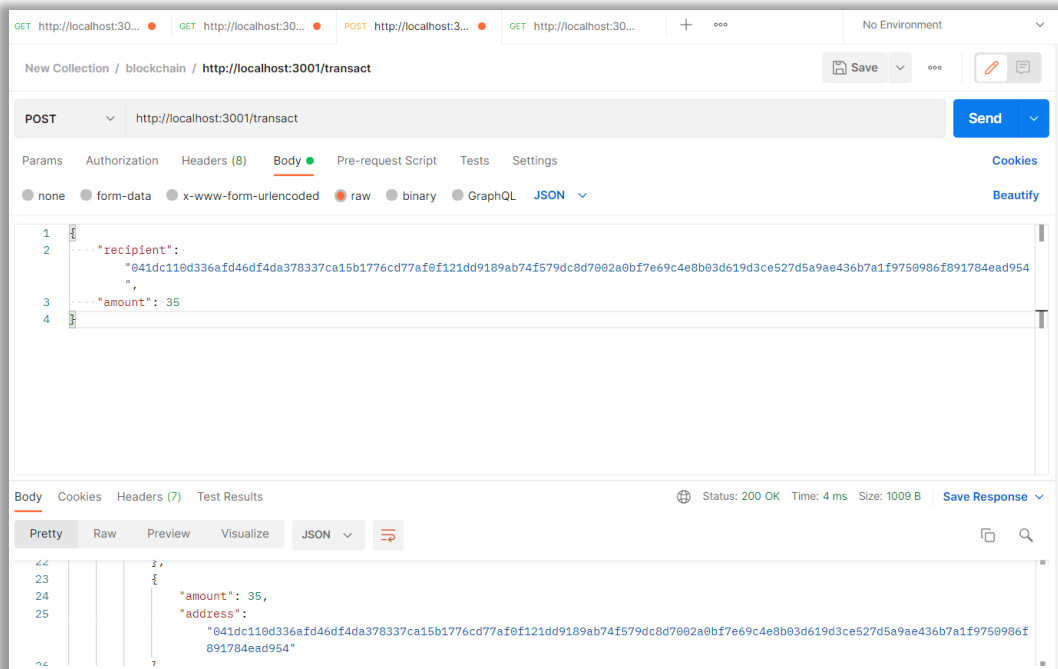 GET http://localhost:30... GET http://localhost:30... POST http://localhost:3... GET http://localhost:30... No Environment
New Collection / blockchain / http://localhost:3001/transact Save
POST http://localhost:3001/transact Send
Params Authorization Headers (8) Body Pre-request Script Tests Settings Cookies
none form-data x-www-form-urlencoded raw binary GraphQL JSON Beautify
1 {
2 "recipient":
"041dc110d336afd46df4da378337ca15b1776cd77af0f121dd9189ab74f579dc8d7002a0bf7e69c4e8b03d619d3ce527d5a9ae436b7a1f9750986f891784ead954
",
3 "amount": 35
4 }
Body Cookies Headers (7) Test Results Status: 200 OK Time: 4 ms Size: 1009 B Save Response
Pretty Raw Preview Visualize JSON
22 },
23 {
24 "amount": 35,
25 "address":
"041dc110d336afd46df4da378337ca15b1776cd77af0f121dd9189ab74f579dc8d7002a0bf7e69c4e8b03d619d3ce527d5a9ae436b7a1f9750986f
891784ead954"
26 }